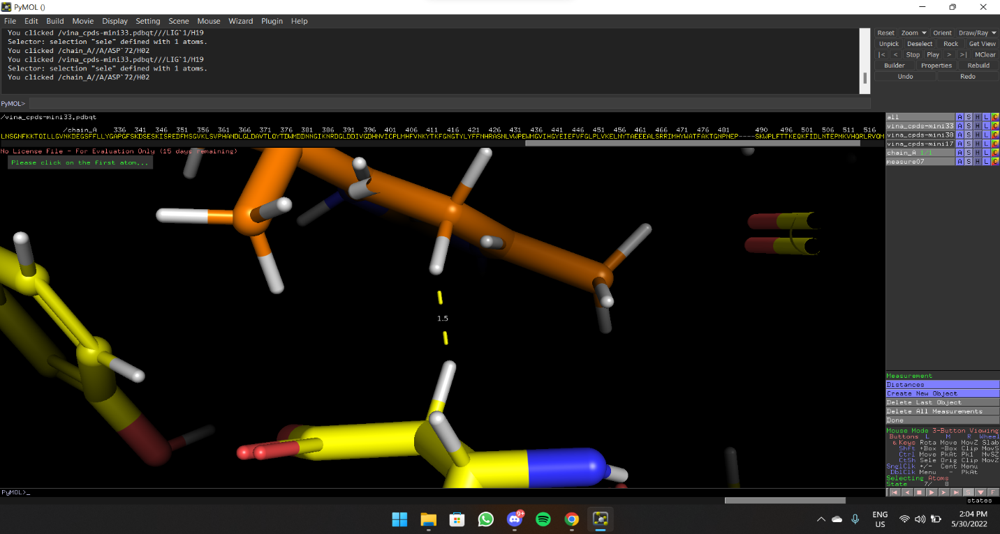 PyMOL ()
File Edit Build Movie Display Setting Scene Mouse Wizard Plugin Help
You clicked /vina_cpds-mini33.pdbqt///LIG`1/H19
Selector: selection "sele" defined with 1 atoms.
You clicked /chain_A//A/ASP`72/H02
You clicked /vina_cpds-mini33.pdbqt///LIG`1/H19
Selector: selection "sele" defined with 1 atoms.
You clicked /chain_A//A/ASP`72/H02
Reset Zoom Orient Draw/Ray
Unpick Deselect Rock Get View
|< < Stop Play > >| MClear
Builder Properties Rebuild
Undo Redo
PyMOL>
/vina_cpds-mini33.pdbqt
/chain_A 336 341 346 351 356 361 366 371 376 381 386 391 396 401 406 411 416 421 426 431 436 441 446 451 456 461 466 471 476 481 490 496 501 506 511 516
No License File - For Evaluation Only (15 days remaining)
Please click on the first atom...
1.5
all A S H L C
vina_cpds-mini33 A S H L C
vina_cpds-mini38 A S H L C
vina_cpds-mini17 A S H L C
chain_A 1/1 A S H L C
measure07 A S H L C
Measurement
Distances
Create New Object
Delete Last Object
Delete All Measurements
Done
Mouse Mode 3-Button Viewing
Buttons L M R Wheel
& Keys Rota Move MovZ Slab
Shft +Box -Box Clip MovS
Ctrl Move PkAt Pk1 MvSZ
CtSh Sele Orig Clip MovZ
SnglClk +/- Cent Menu
DblClk Menu - PkAt
Selecting Atoms
State 7/ 8
PyMOL>_
S F
states
9+
ENG
US
2:04 PM
5/30/2022